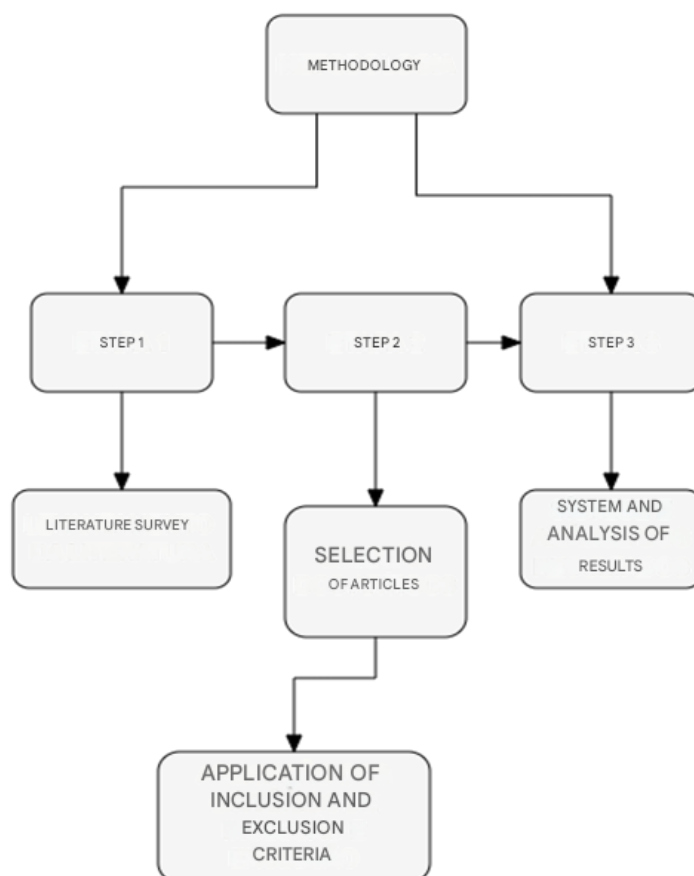 METHODOLOGY
STEP 1
STEP 2
STEP 3
LITERATURE SURVEY
SELECTION
OF ARTICLES
SYSTEM AND
ANALYSIS OF
RESULTS
APPLICATION OF
INCLUSION AND
EXCLUSION
CRITERIA